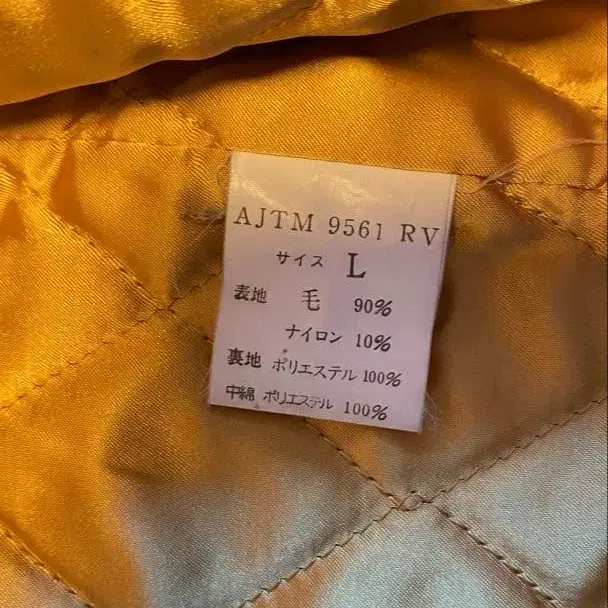 AJTM 9561 RV
サイズ L
表地 毛 90%
ナイロン 10%
裏地 ポリエステル 100%
中綿 ポリエステル 100%